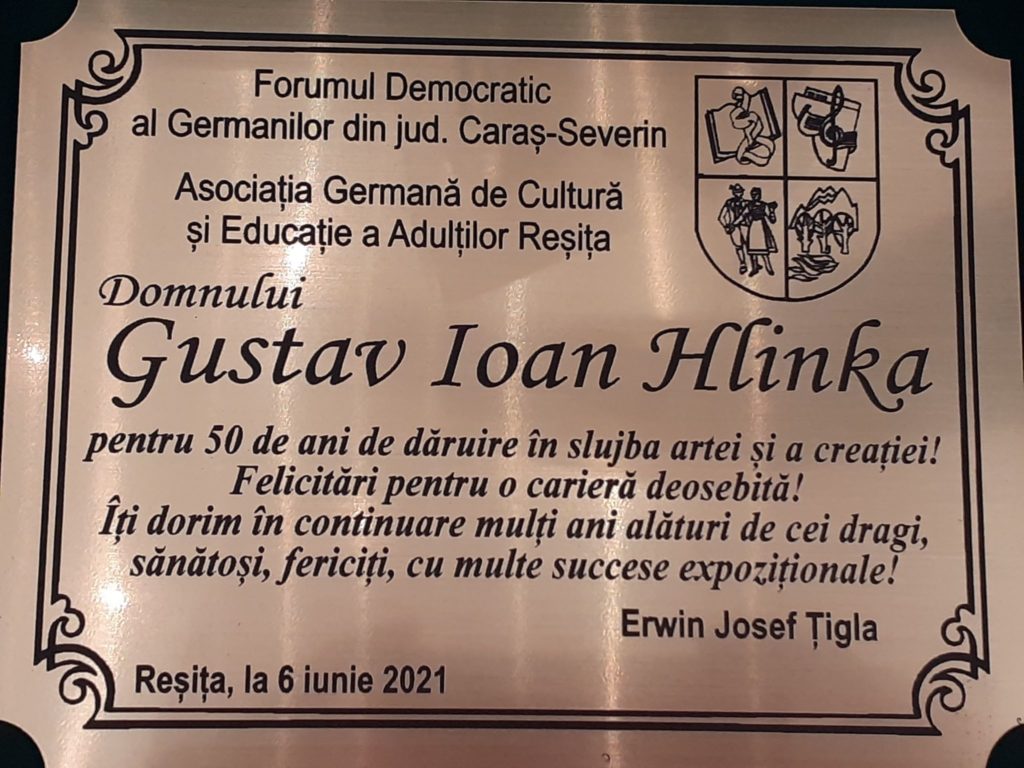 Forumul Democratic
al Germanilor din jud. Caraș-Severin
Asociația Germană de Cultură
și Educație a Adulților Reșița
Domnului
Gustav Ioan Hlinka
pentru 50 de ani de dăruire în slujba artei și a creației!
Felicitări pentru o carieră deosebită!
Îți dorim în continuare mulți ani alături de cei dragi,
sănătoși, fericiți, cu multe succese expoziționale!
Erwin Josef Țigla
Reșița, la 6 iunie 2021